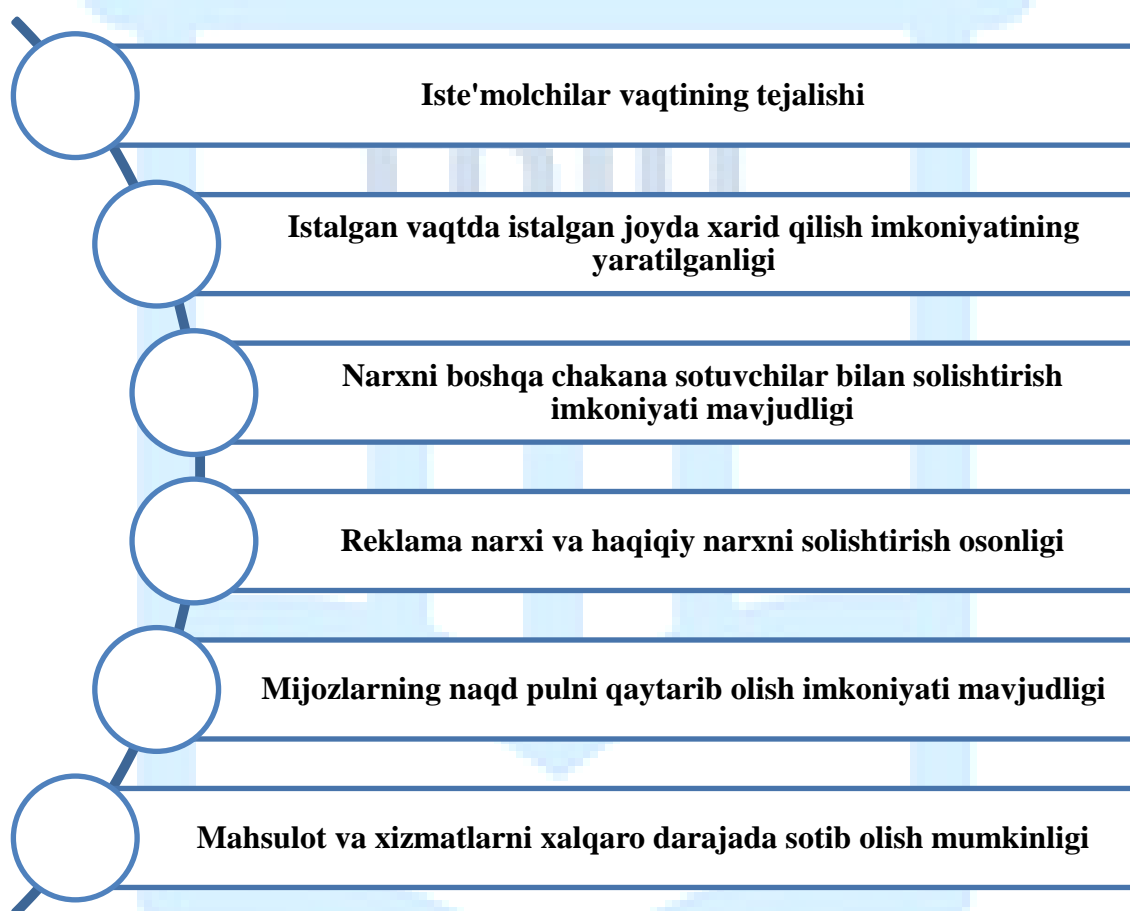 Iste'molchilar vaqtining tejalishi
Istalgan vaqtda istalgan joyda xarid qilish imkoniyatining
yaratilganligi
Narxni boshqa chakana sotuvchilar bilan solishtirish
imkoniyati mavjudligi
Reklama narxi va haqiqiy narxni solishtirish osonligi
Mijozlarning naqd pulni qaytarib olish imkoniyati mavjudligi
Mahsulot va xizmatlarni xalqaro darajada sotib olish mumkinligi